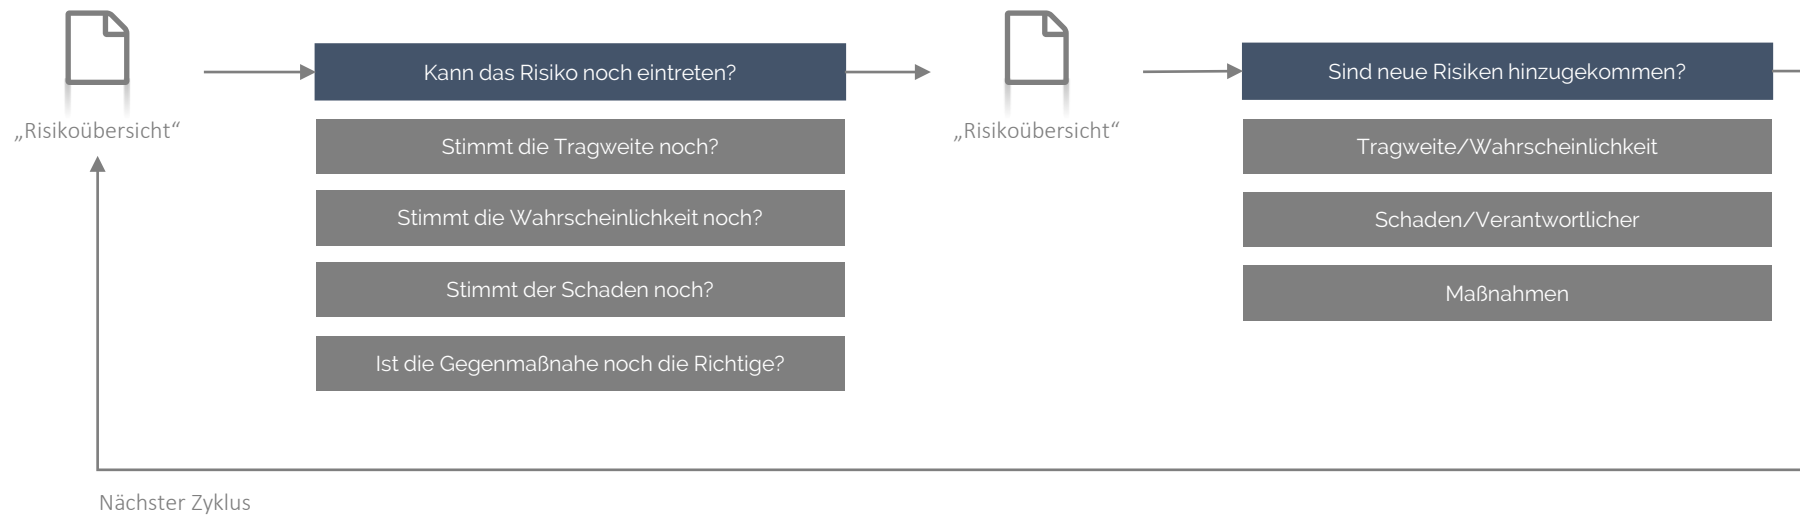 „Risikoübersicht“
Kann das Risiko noch eintreten?
Stimmt die Tragweite noch?
Stimmt die Wahrscheinlichkeit noch?
Stimmt der Schaden noch?
Ist die Gegenmaßnahe noch die Richtige?
„Risikoübersicht“
Sind neue Risiken hinzugekommen?
Tragweite/Wahrscheinlichkeit
Schaden/Verantwortlicher
Maßnahmen
Nächster Zyklus